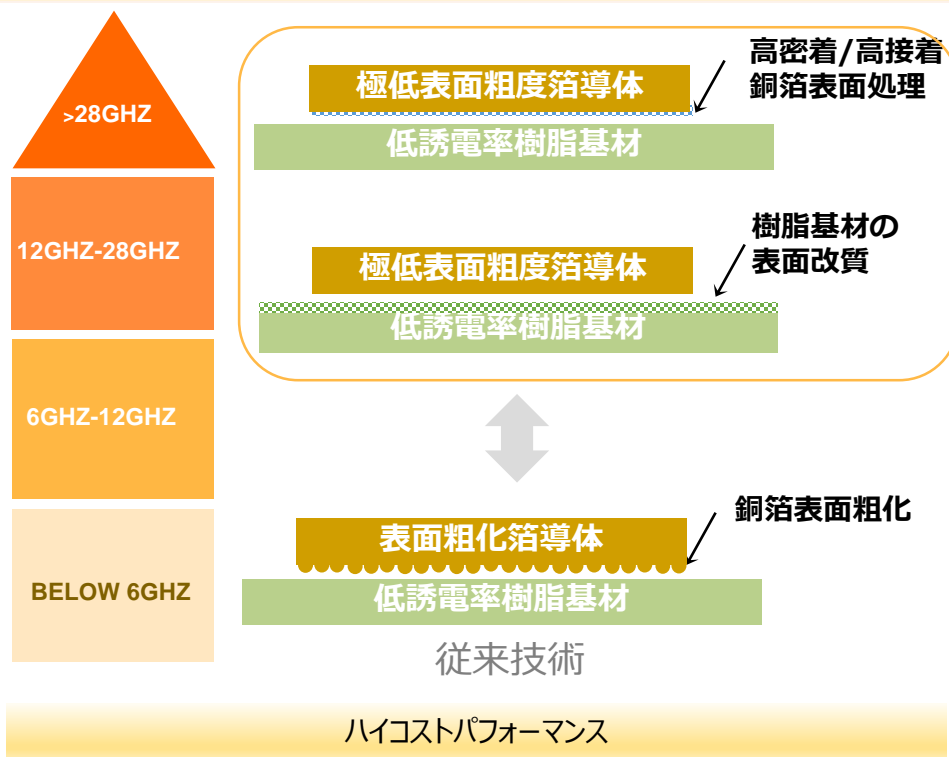 >28GHZ
高密着/高接着
銅箔表面処理
極低表面粗度箔導体
低誘電率樹脂基材
12GHZ-28GHZ
樹脂基材の
表面改質
極低表面粗度箔導体
低誘電率樹脂基材
6GHZ-12GHZ
銅箔表面粗化
表面粗化箔導体
BELOW 6GHZ
低誘電率樹脂基材
従来技術
ハイコストパフォーマンス